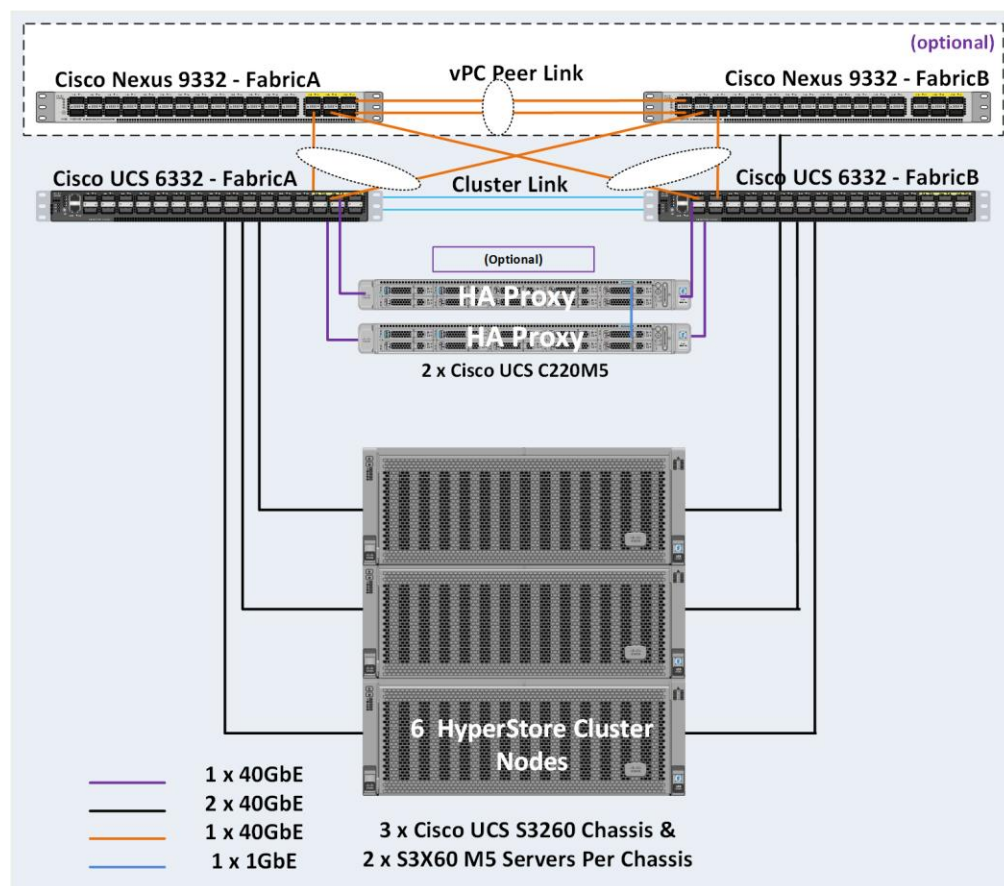 (optional)
Cisco Nexus 9332 - FabricA
vPC Peer Link
Cisco Nexus 9332 - FabricB
Cisco UCS 6332 - FabricA
Cluster Link
Cisco UCS 6332 - FabricB
(Optional)
HA Proxy
HA Proxy
2 x Cisco UCS C220M5
6 HyperStore Cluster
Nodes
1 x 40GbE
2 x 40GbE
1 x 40GbE
1 x 1GbE
3 x Cisco UCS S3260 Chassis &
2 x S3X60 M5 Servers Per Chassis